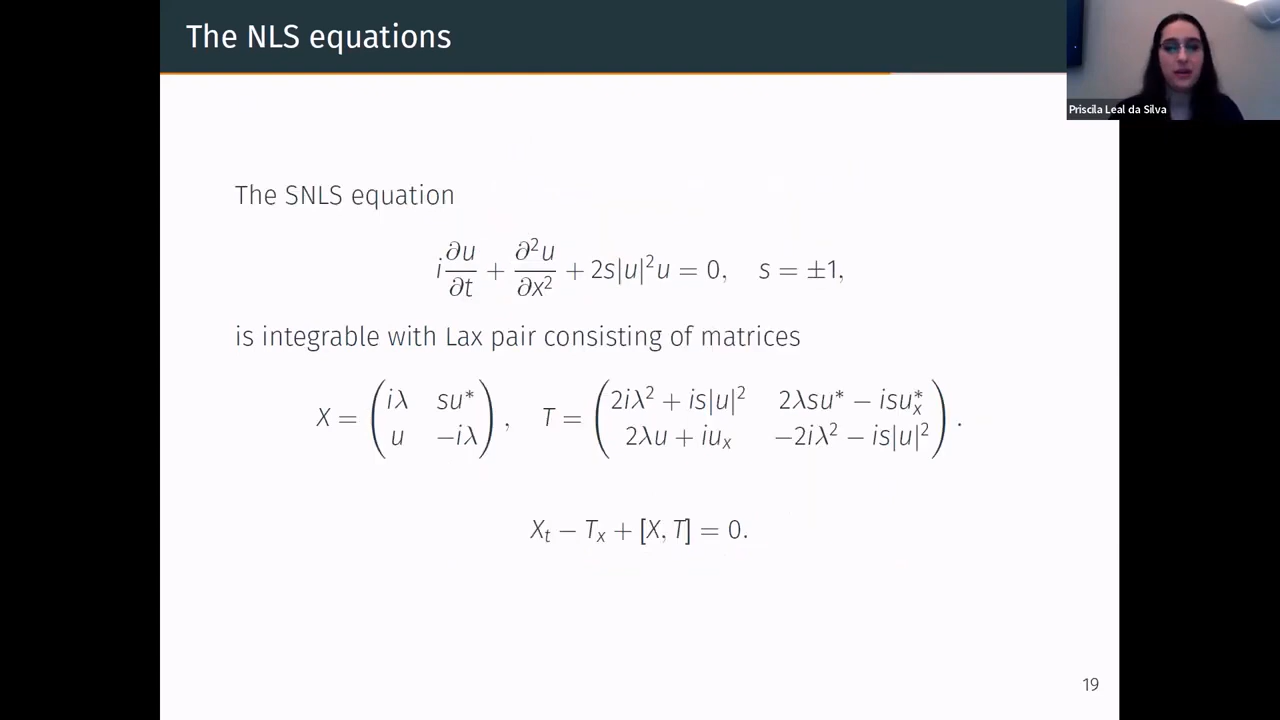 The NLS equations
Priscila Leal da Silva
The SNLS equation
i ∂u/∂t + ∂²u/∂x² + 2s|u|²u = 0, s = ±1,
is integrable with Lax pair consisting of matrices
X = ( iλ su* ; u −iλ ), T = ( 2iλ² + is|u|² 2λsu* − isu*ₓ ; 2λu + iuₓ −2iλ² − is|u|² ).
Xₜ − Tₓ + [X, T] = 0.
19